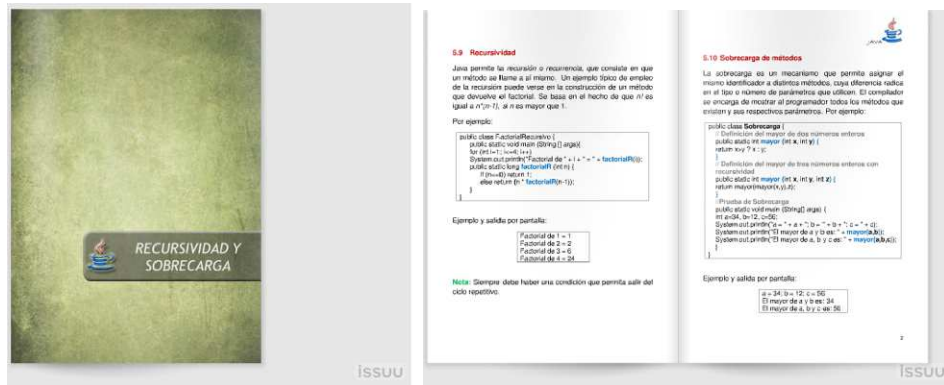 RECURSIVIDAD Y
SOBRECARGA
issuu
5.9 Recursividad
Java permite la recursión o recurrencia, que consiste en que
un método se llame a sí mismo. Un ejemplo típico de empleo
de la recursión puede verse en la construcción de un método
que devuelve el factorial. Se basa en el hecho de que n! es
igual a n*(n-1), si n es mayor que 1.
Por ejemplo:
public class FactorialRecursivo {
public static void main (String [] args){
for (int i=1; i<=4; i++)
System.out.println("Factorial de " + i + " = " + factorialR(i));
public static long factorialR (int n) {
if (n==0) return 1;
else return (n * factorialR(n-1));
}
}
Ejemplo y salida por pantalla:
Factorial de 1 = 1
Factorial de 2 = 2
Factorial de 3 = 6
Factorial de 4 = 24
Nota: Siempre debe haber una condición que permita salir del
ciclo repetitivo.
5.10 Sobrecarga de métodos
La sobrecarga es un mecanismo que permite asignar el
mismo identificador a distintos métodos, cuya diferencia radica
en el tipo o número de parámetros que utilicen. El compilador
se encarga de mostrar al programador todos los métodos que
existen y sus respectivos parámetros. Por ejemplo:
public class Sobrecarga {
// Definición del mayor de dos números enteros
public static int mayor (int x, int y) {
return x>y ? x : y;
}
// Definición del mayor de tres números enteros con
recursividad
public static int mayor (int x, int y, int z) {
return mayor(mayor(x,y),z);
}
//Prueba de Sobrecarga
public static void main (String[] args) {
int a=34, b=12, c=56;
System.out.println("a = " + a + "; b = " + b + "; c = " + c);
System.out.println("El mayor de a y b es: " + mayor(a,b));
System.out.println("El mayor de a, b y c es: " + mayor(a,b,c));
}
}
Ejemplo y salida por pantalla:
a = 34; b = 12; c = 56
El mayor de a y b es: 34
El mayor de a, b y c es: 56
2
issuu